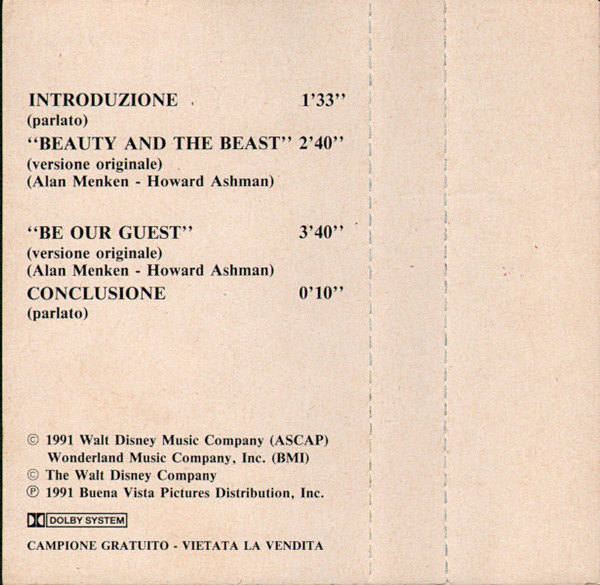 INTRODUZIONE 1'33''
(parlato)
"BEAUTY AND THE BEAST" 2'40''
(versione originale)
(Alan Menken - Howard Ashman)
"BE OUR GUEST" 3'40''
(versione originale)
(Alan Menken - Howard Ashman)
CONCLUSIONE 0'10''
(parlato)
© 1991 Walt Disney Music Company (ASCAP)
Wonderland Music Company, Inc. (BMI)
© The Walt Disney Company
℗ 1991 Buena Vista Pictures Distribution, Inc.
DOLBY SYSTEM
CAMPIONE GRATUITO - VIETATA LA VENDITA